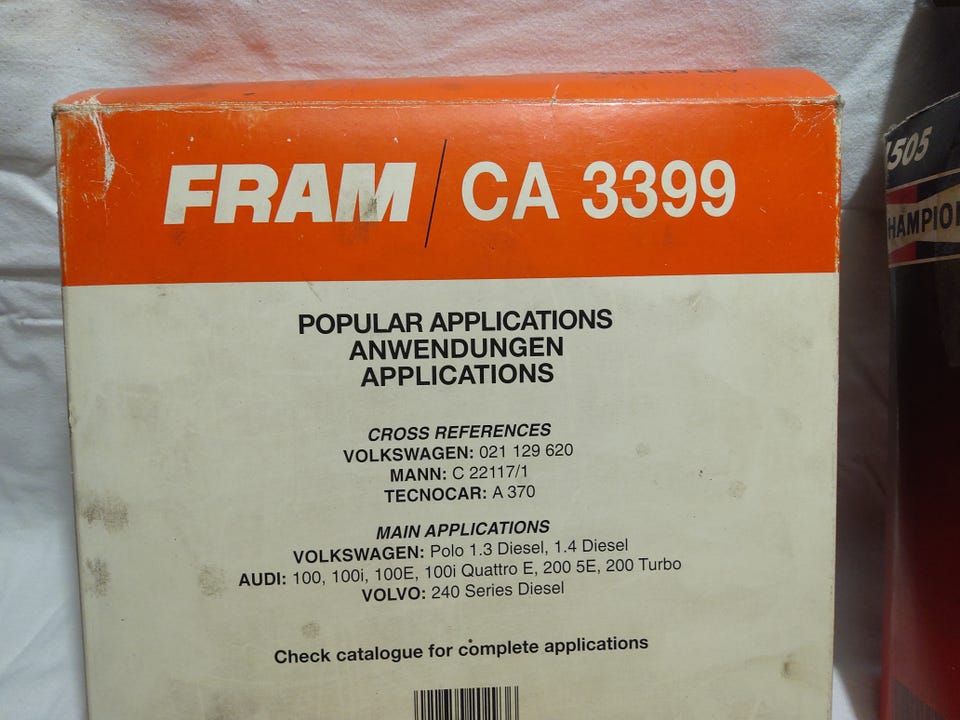 FRAM / CA 3399
POPULAR APPLICATIONS
ANWENDUNGEN
APPLICATIONS
CROSS REFERENCES
VOLKSWAGEN: 021 129 620
MANN: C 22117/1
TECNOCAR: A 370
MAIN APPLICATIONS
VOLKSWAGEN: Polo 1.3 Diesel, 1.4 Diesel
AUDI: 100, 100i, 100E, 100i Quattro E, 200 5E, 200 Turbo
VOLVO: 240 Series Diesel
Check catalogue for complete applications
505
HAMPION